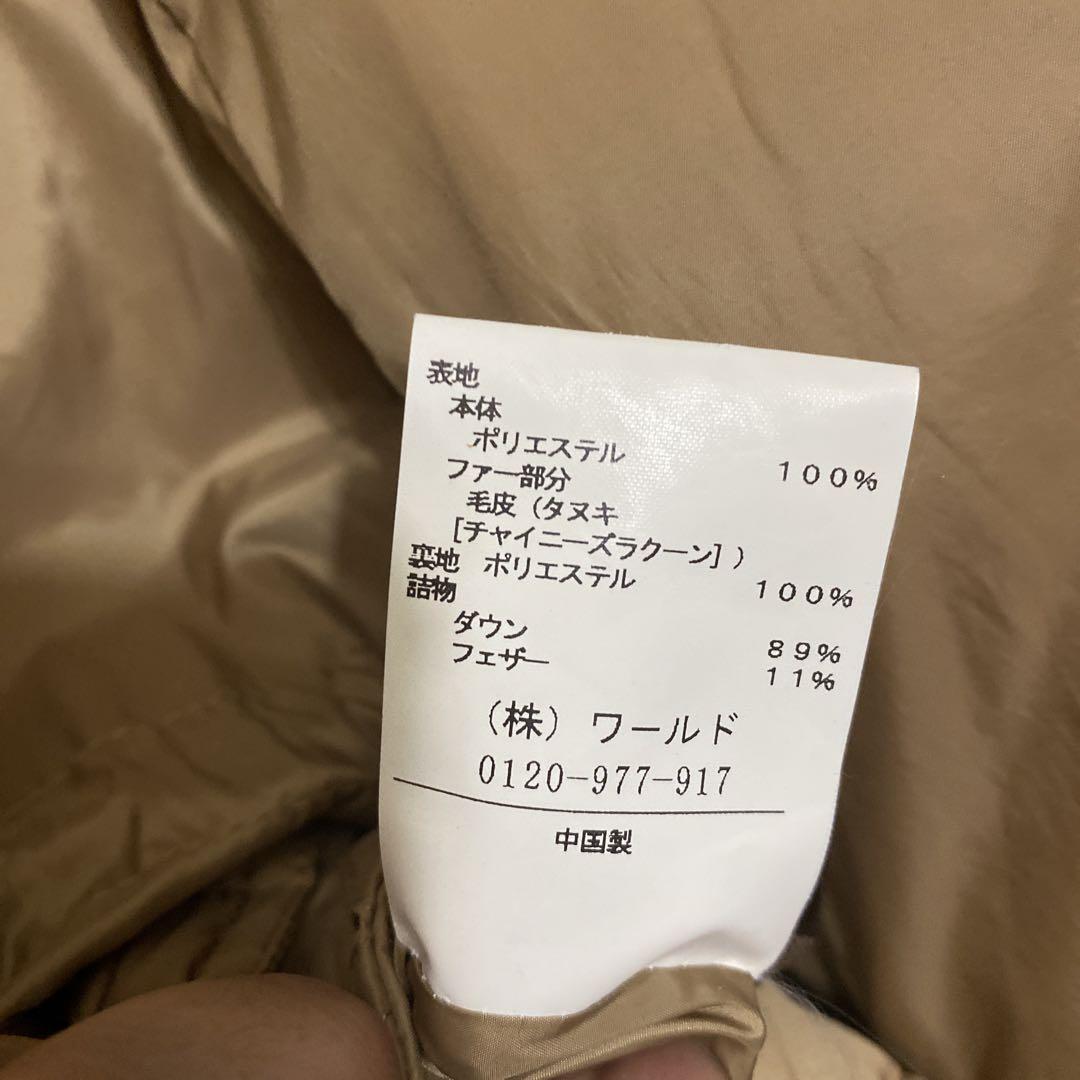 表地
本体
ポリエステル 100%
ファー部分
毛皮(タヌキ
[チャイニーズラクーン])
裏地 ポリエステル 100%
詰物
ダウン 89%
フェザー 11%
(株)ワールド
0120-977-917
中国製